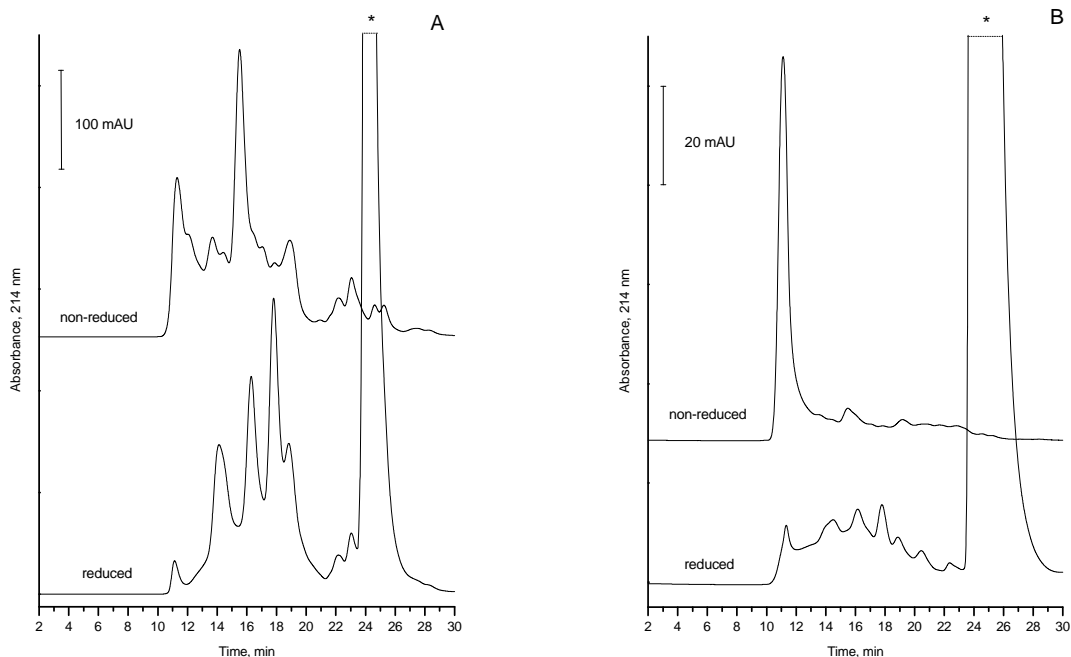 *
A
100 mAU
Absorbance, 214 nm
non-reduced
reduced
2 4 6 8 10 12 14 16 18 20 22 24 26 28 30
Time, min
*
B
20 mAU
Absorbance, 214 nm
non-reduced
reduced
2 4 6 8 10 12 14 16 18 20 22 24 26 28 30
Time, min